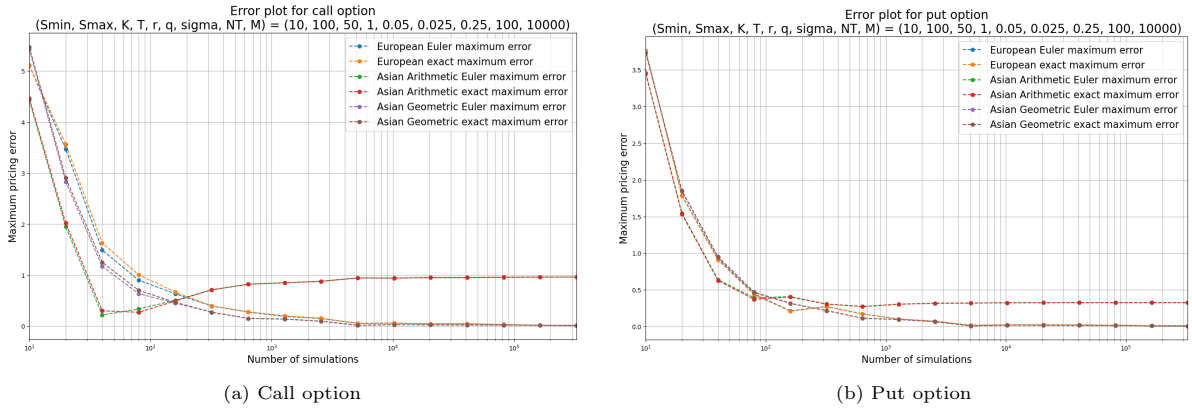 Error plot for call option
(Smin, Smax, K, T, r, q, sigma, NT, M) = (10, 100, 50, 1, 0.05, 0.025, 0.25, 100, 10000)
European Euler maximum error
European exact maximum error
Asian Arithmetic Euler maximum error
Asian Arithmetic exact maximum error
Asian Geometric Euler maximum error
Asian Geometric exact maximum error
Maximum pricing error
5
4
3
2
1
0
10¹
10²
10³
10⁴
10⁵
Number of simulations
(a) Call option
Error plot for put option
(Smin, Smax, K, T, r, q, sigma, NT, M) = (10, 100, 50, 1, 0.05, 0.025, 0.25, 100, 10000)
European Euler maximum error
European exact maximum error
Asian Arithmetic Euler maximum error
Asian Arithmetic exact maximum error
Asian Geometric Euler maximum error
Asian Geometric exact maximum error
Maximum pricing error
3.5
3.0
2.5
2.0
1.5
1.0
0.5
0.0
10¹
10²
10³
10⁴
10⁵
Number of simulations
(b) Put option